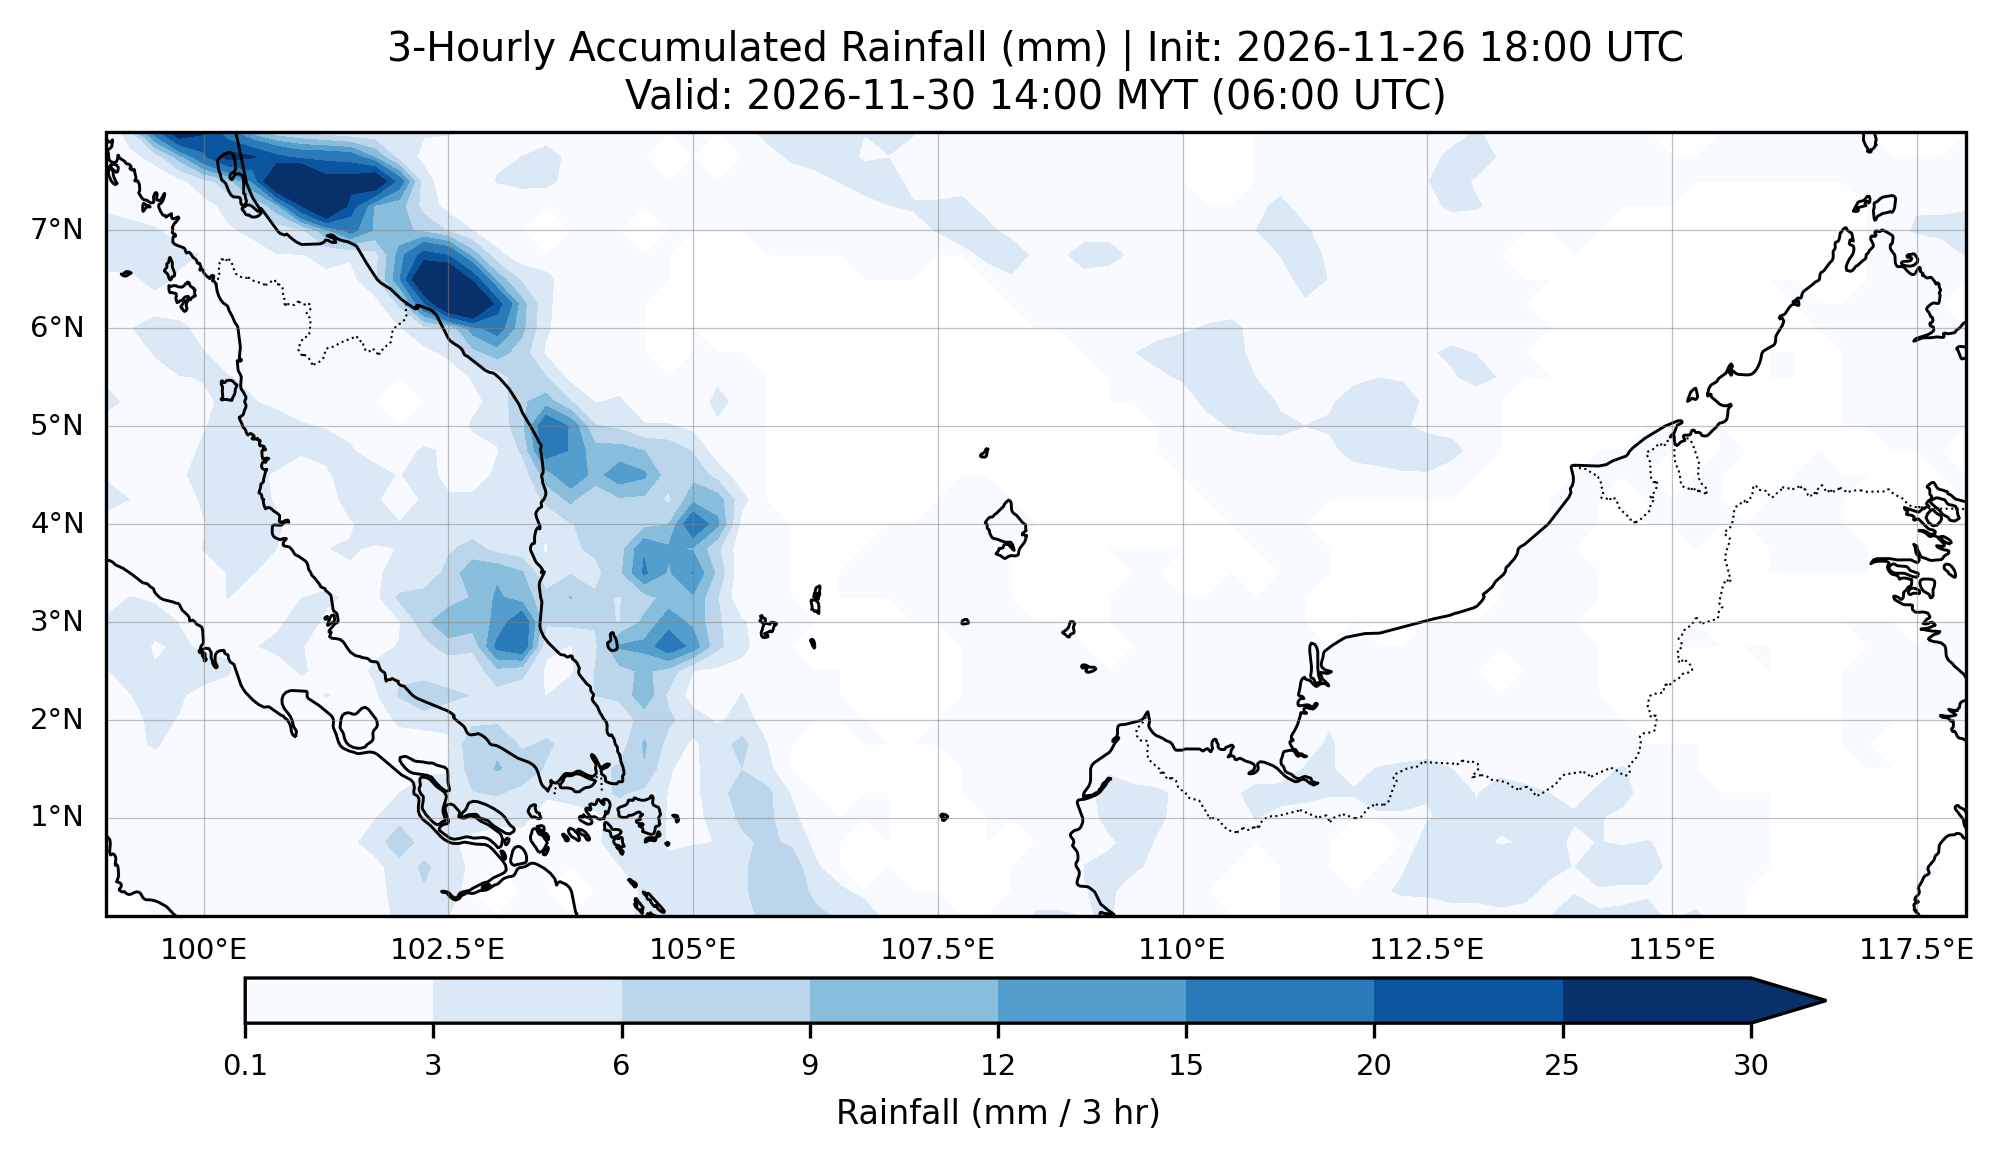 3-Hourly Accumulated Rainfall (mm) | Init: 2026-11-26 18:00 UTC
Valid: 2026-11-30 14:00 MYT (06:00 UTC)
7°N
6°N
5°N
4°N
3°N
2°N
1°N
100°E 102.5°E 105°E 107.5°E 110°E 112.5°E 115°E 117.5°E
0.1 3 6 9 12 15 20 25 30
Rainfall (mm / 3 hr)